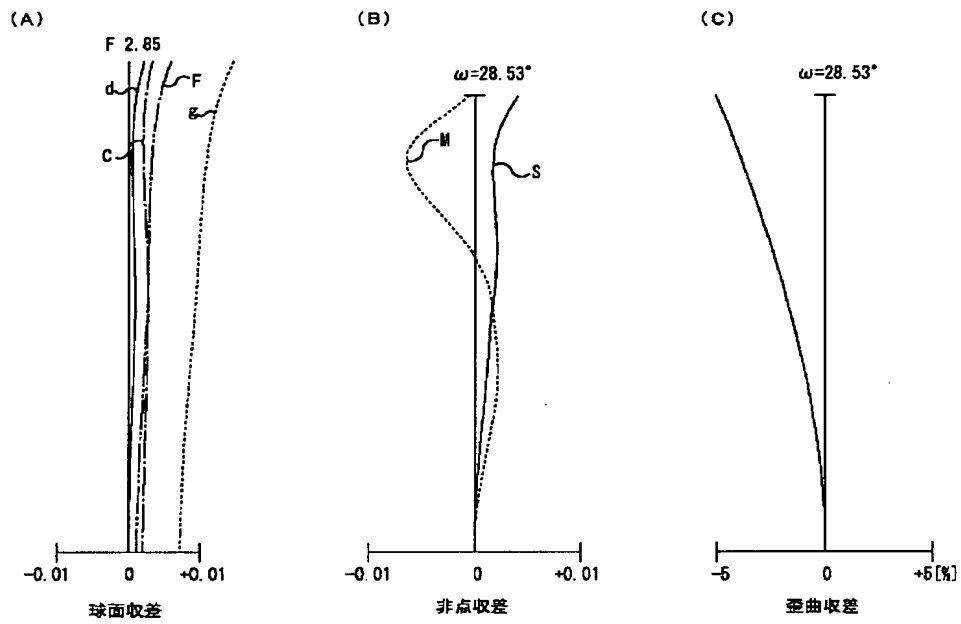 (A)
F 2.85
d
F
g
C
-0.01
0
+0.01
球面収差
(B)
ω=28.53°
M
S
-0.01
0
+0.01
非点収差
(C)
ω=28.53°
-5
0
+5[%]
歪曲収差